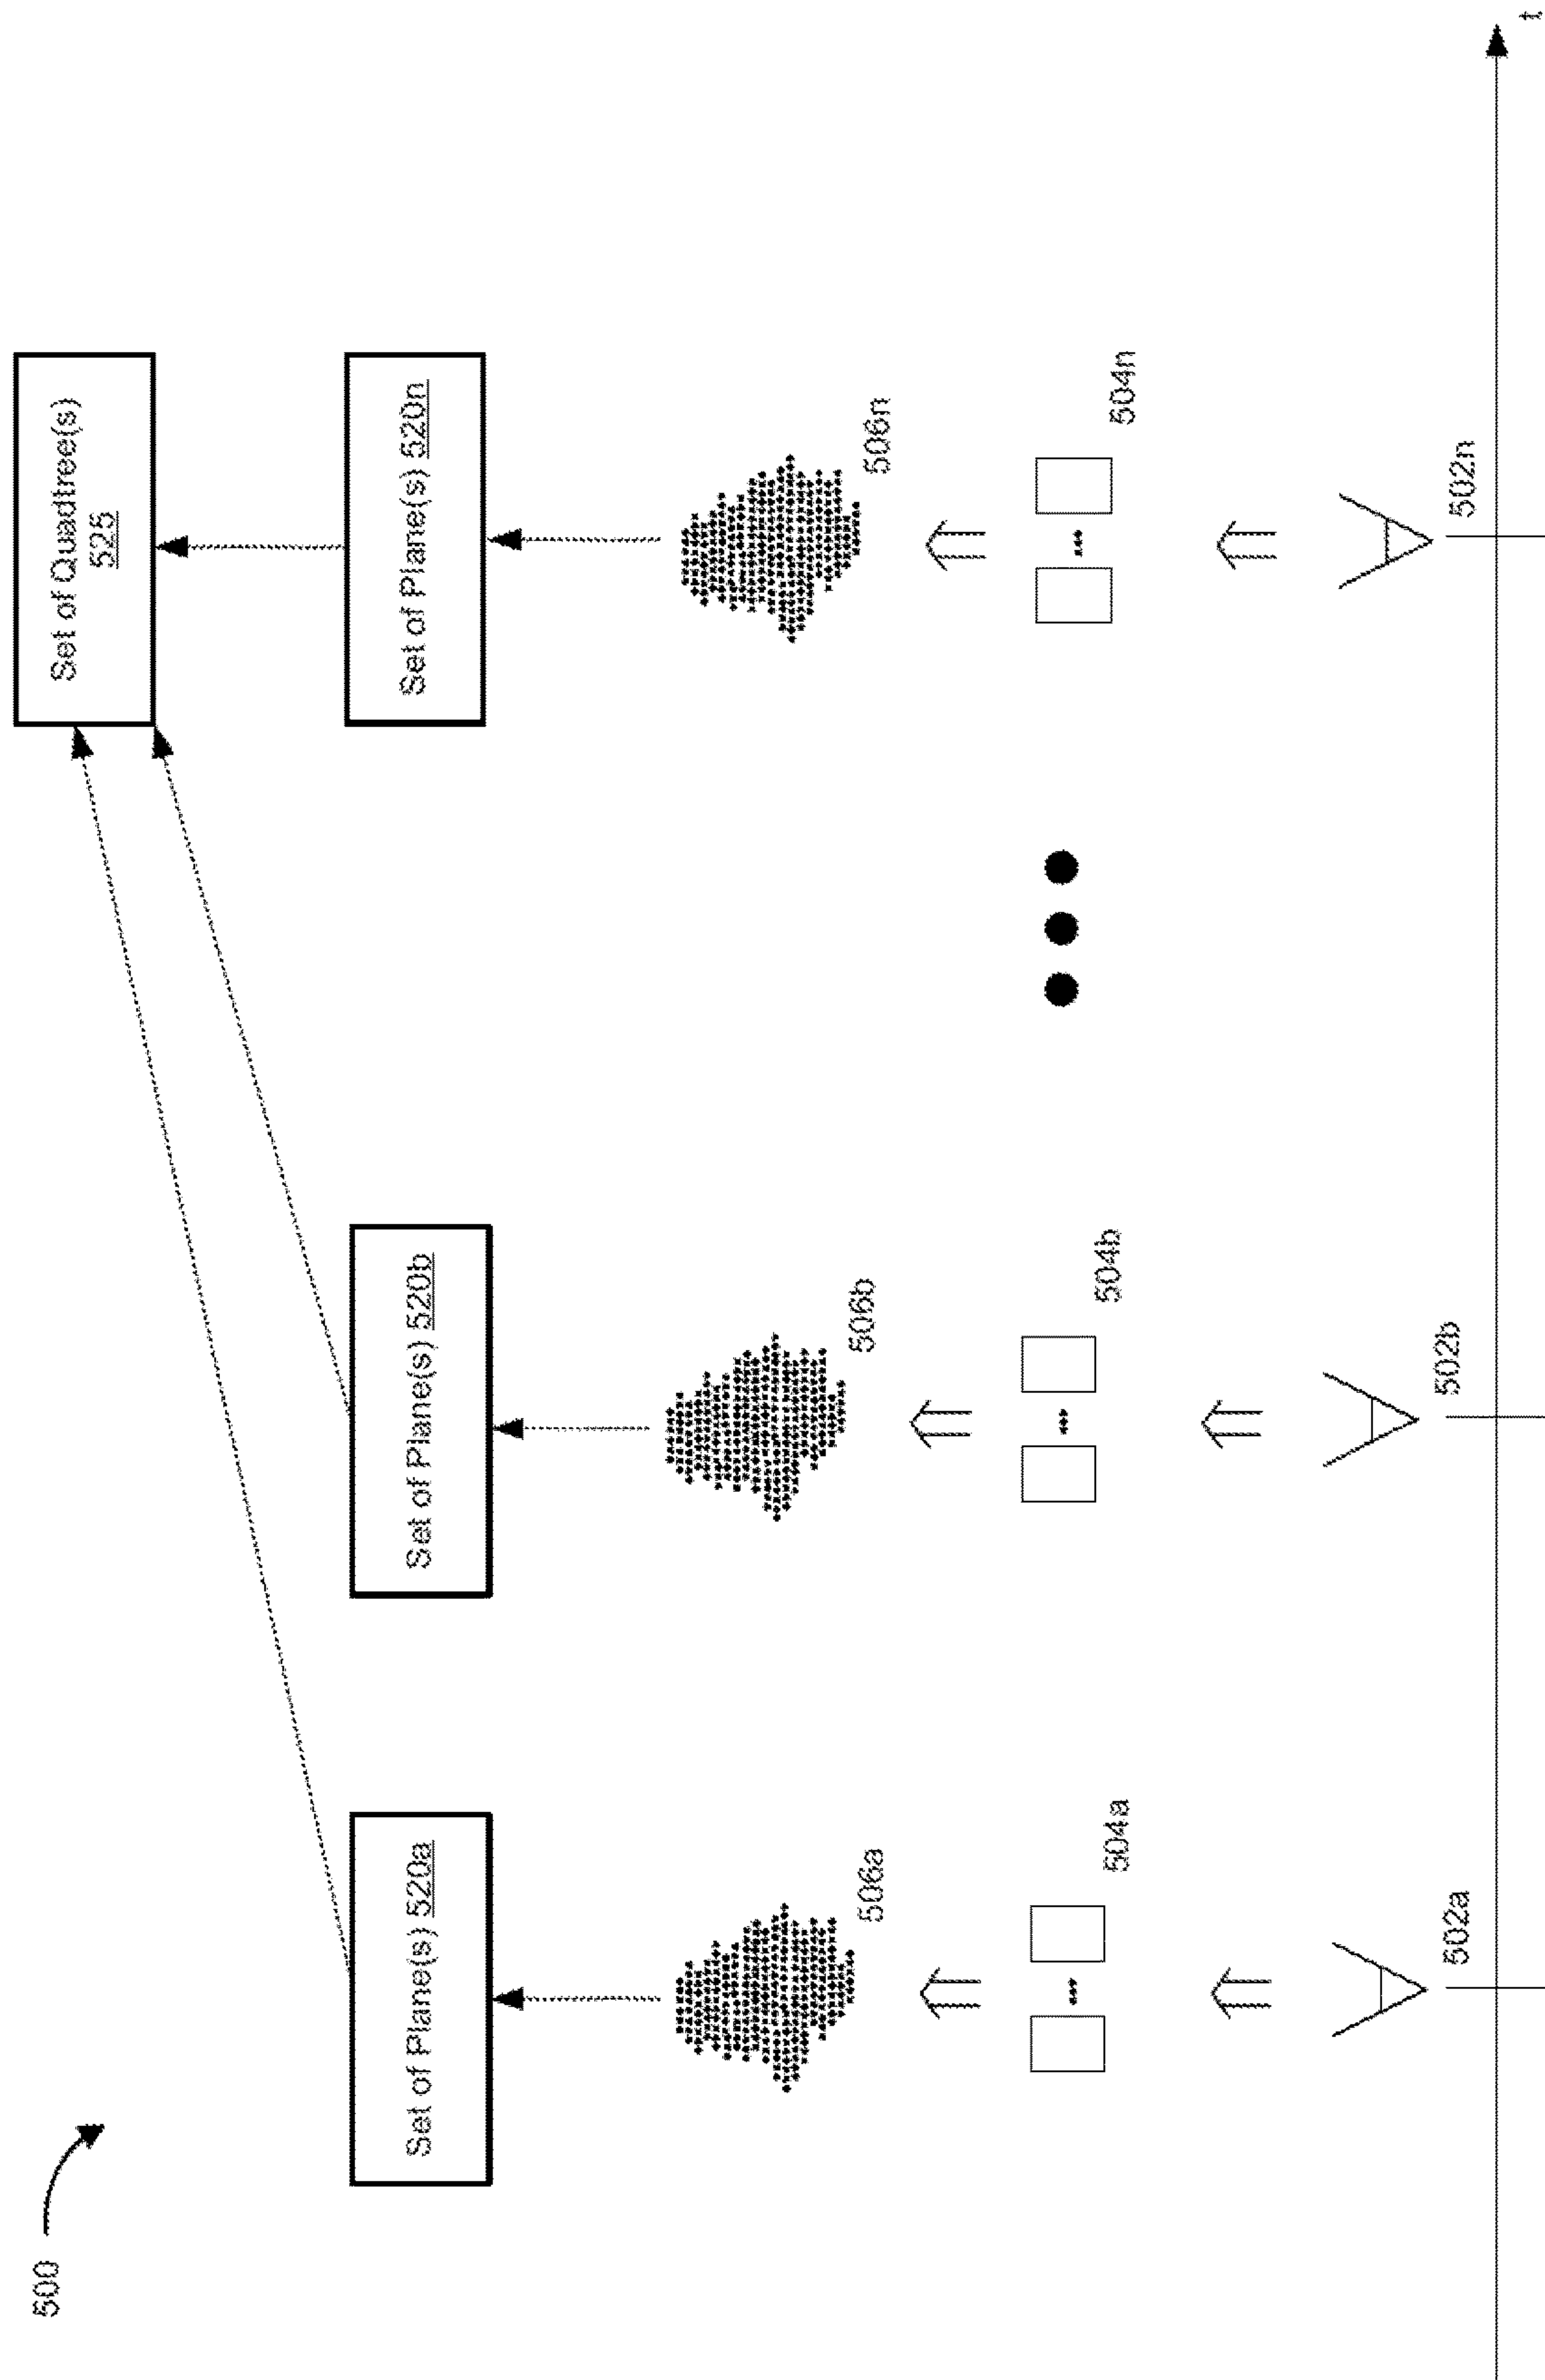 500
Set of Quadtree(s)
525
Set of Plane(s) 520a
Set of Plane(s) 520b
Set of Plane(s) 520n
506a
506b
506n
504a
504b
504n
502a
502b
502n
t